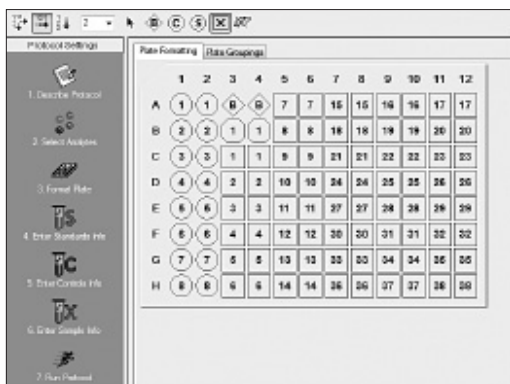 2 B C S X
Protocol Settings
1. Describe Protocol
2. Select Analytes
3. Format Plate
S
4. Enter Standards Info
C
5. Enter Controls Info
X
6. Enter Sample Info
7. Run Protocol
Plate Formatting Plate Groupings
1 2 3 4 5 6 7 8 9 10 11 12
A 1 1 B B 7 7 15 15 16 16 17 17
B 2 2 1 1 8 8 18 18 19 19 20 20
C 3 3 1 1 9 9 21 21 22 22 23 23
D 4 4 2 2 10 10 24 24 25 25 26 26
E 5 5 3 3 11 11 27 27 28 28 29 29
F 6 6 4 4 12 12 30 30 31 31 32 32
G 7 7 5 5 13 13 33 33 34 34 35 35
H 8 8 6 6 14 14 36 36 37 37 38 38